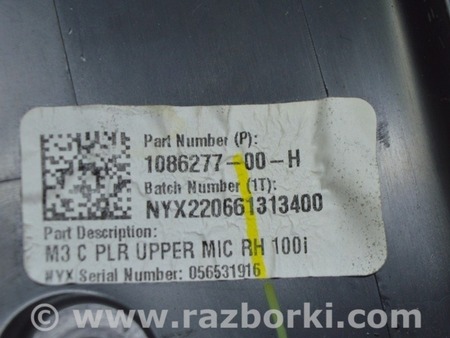 Part Number (P):
1086277-00-H
Batch Number (1T):
NYX220661313400
Part Description:
M3 C PLR UPPER MIC RH 100i
NYX Serial Number: 056531916
www.razborki.com